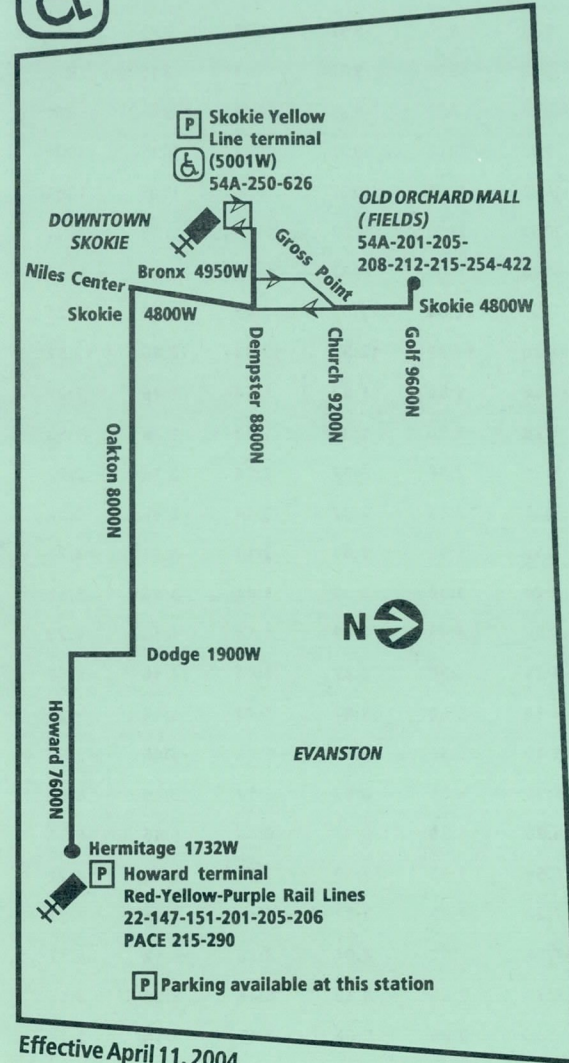 P Skokie Yellow
Line terminal
(5001W)
54A-250-626
OLD ORCHARD MALL
(FIELDS)
54A-201-205-
208-212-215-254-422
DOWNTOWN
SKOKIE
Gross Point
Niles Center
Bronx 4950W
Skokie 4800W
Skokie 4800W
Dempster 8800N
Church 9200N
Golf 9600N
Oakton 8000N
N
Dodge 1900W
Howard 7600N
EVANSTON
Hermitage 1732W
P Howard terminal
Red-Yellow-Purple Rail Lines
22-147-151-201-205-206
PACE 215-290
P Parking available at this station
Effective April 11, 2004